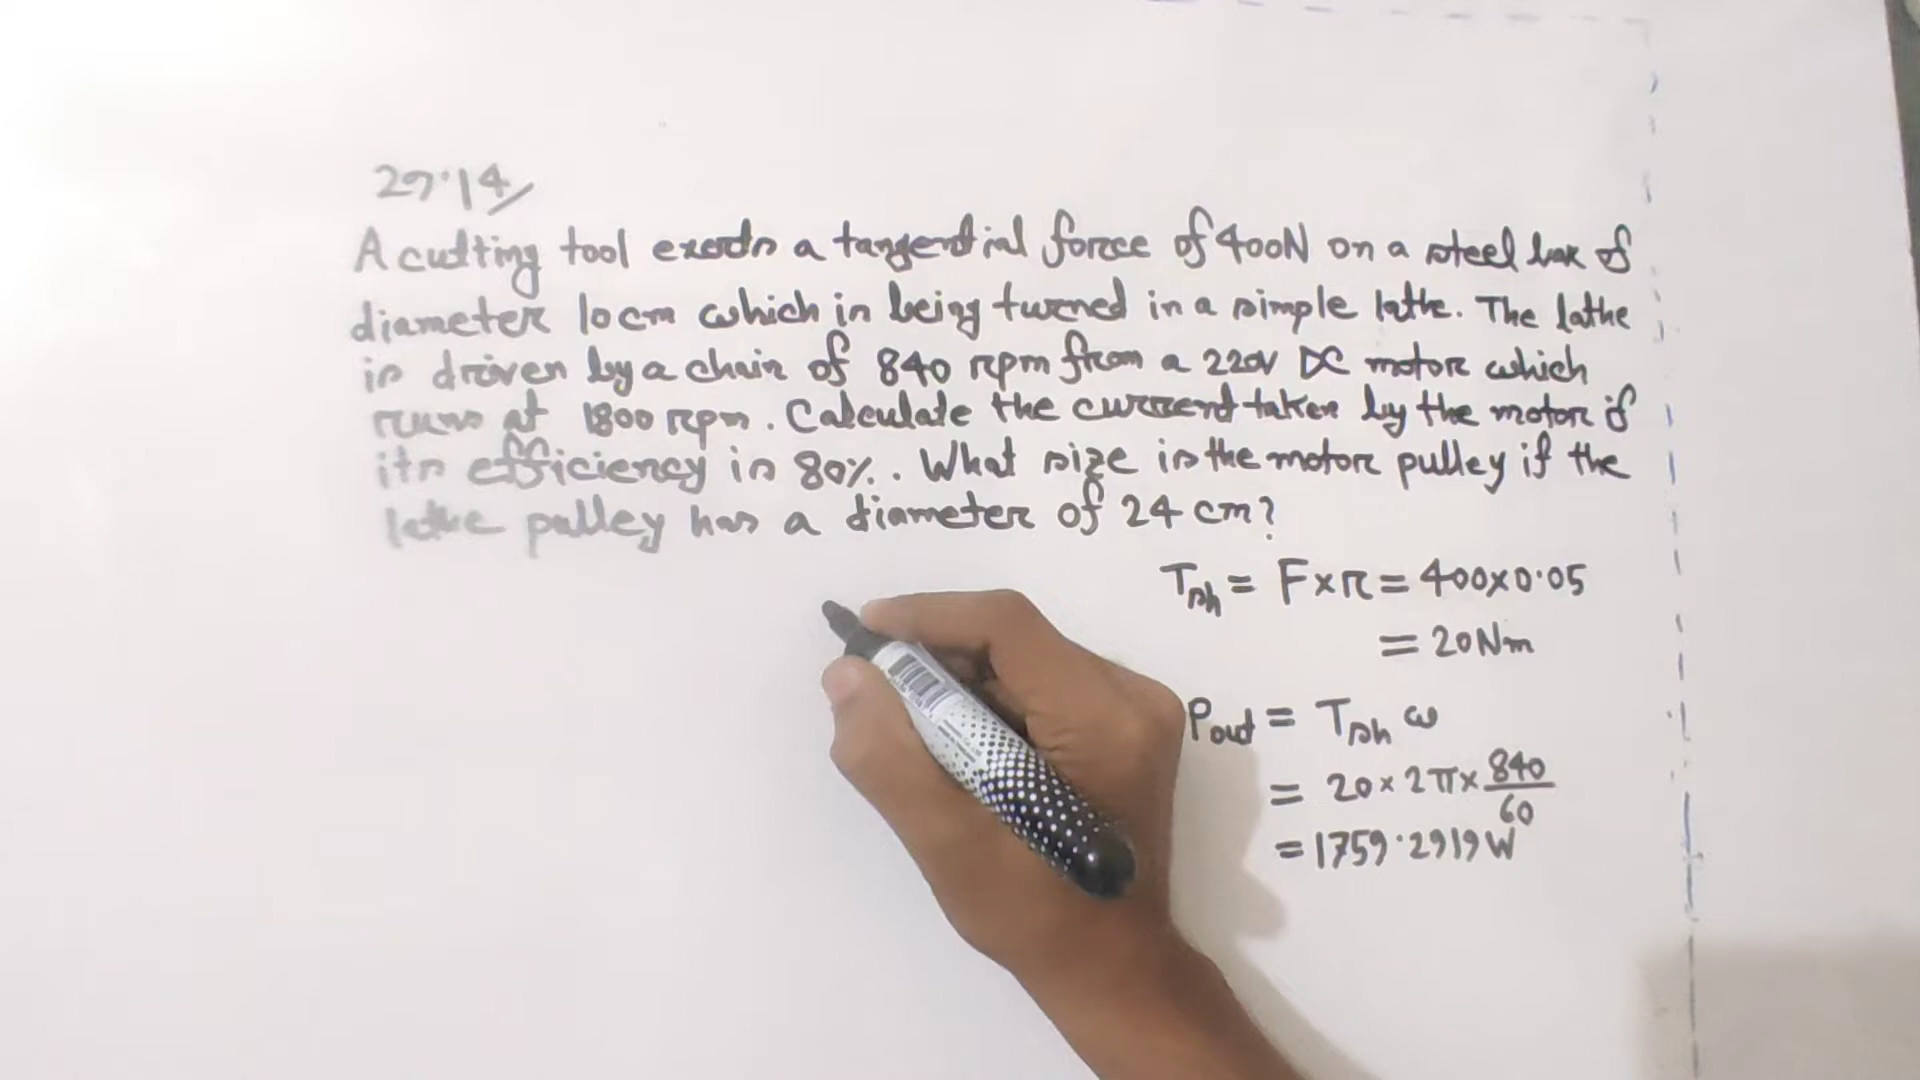 29.14/
A cutting tool exerts a tangential force of 400N on a steel bar of
diameter 10cm which is being turned in a simple lathe. The lathe
is driven by a chain of 840 rpm from a 220V DC motor which
runs at 1800 rpm. Calculate the current taken by the motor if
its efficiency is 80%. What size is the motor pulley if the
lathe pulley has a diameter of 24 cm?
Tsh = F×r = 400×0.05
= 20Nm
Pout = Tsh ω
= 20×2π×840/60
= 1759.2919W